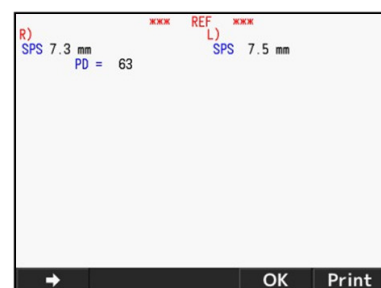 *** REF ***
R) L)
SPS 7.3 mm SPS 7.5 mm
PD = 63
➡ OK Print